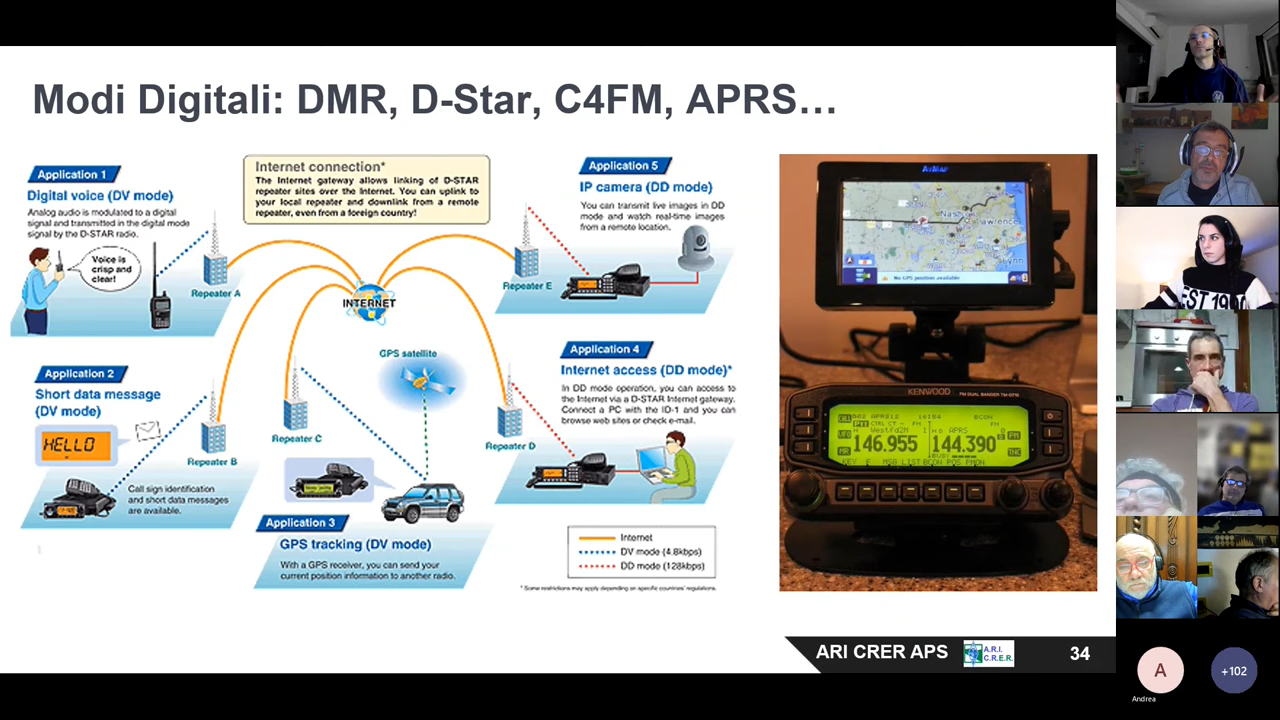 Modi Digitali: DMR, D-Star, C4FM, APRS...
Application 1
Digital voice (DV mode)
Analog audio is modulated to a digital
signal and transmitted in the digital mode
signal by the D-STAR radio.
Voice is
crisp and
clear!
Repeater A
Internet connection*
The Internet gateway allows linking of D-STAR
repeater sites over the Internet. You can uplink to
your local repeater and downlink from a remote
repeater, even from a foreign country!
Application 5
IP camera (DD mode)
You can transmit live images in DD
mode and watch real-time images
from a remote location.
Repeater E
INTERNET
Application 2
Short data message
(DV mode)
HELLO
Repeater B
Call sign identification
and short data messages
are available.
GPS satellite
Repeater C
Application 3
GPS tracking (DV mode)
With a GPS receiver, you can send your
current position information to another radio.
Application 4
Internet access (DD mode)*
In DD mode operation, you can access to
the Internet via a D-STAR Internet gateway.
Connect a PC with the ID-1 and you can
browse web sites or check e-mail.
Repeater D
Internet
DV mode (4.8kbps)
DD mode (128kbps)
* Some restrictions may apply depending on specific countries' regulations.
No GPS position available
KENWOOD
146.955
144.390
ARI CRER APS
A.R.I.
C.R.E.R.
34
A
Andrea
+102